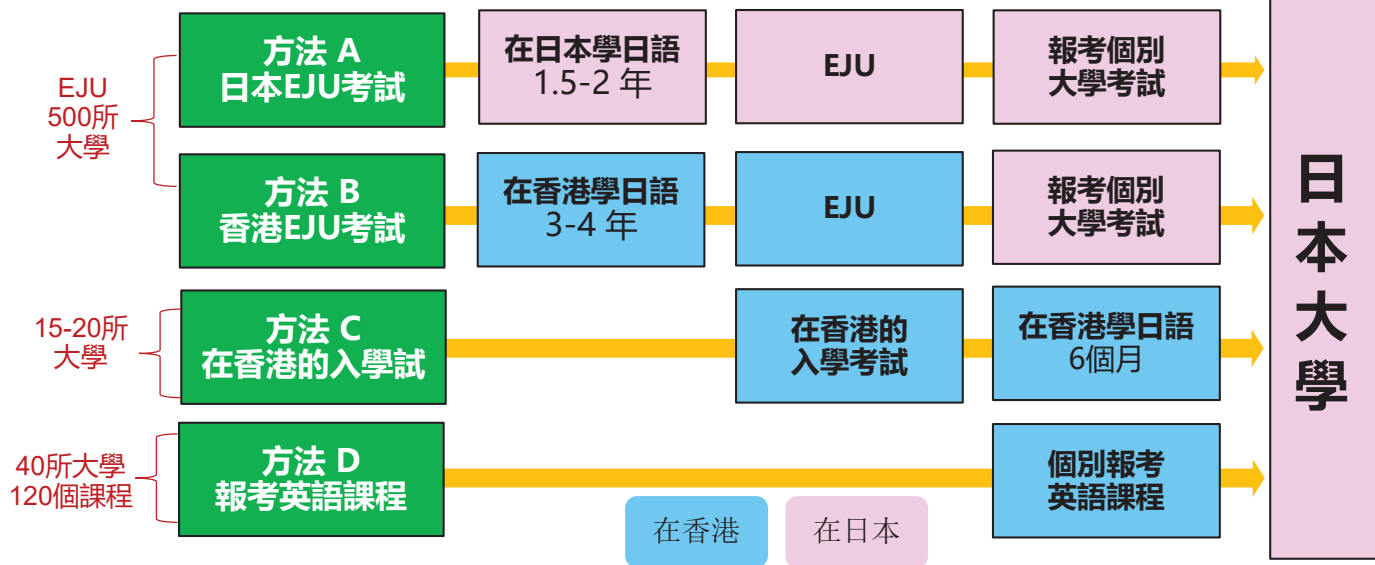 EJU
500所
大學
方法 A
日本EJU考試
在日本學日語
1.5-2 年
EJU
報考個別
大學考試
方法 B
香港EJU考試
在香港學日語
3-4 年
EJU
報考個別
大學考試
15-20所
大學
方法 C
在香港的入學試
在香港的
入學考試
在香港學日語
6個月
40所大學
120個課程
方法 D
報考英語課程
個別報考
英語課程
在香港
在日本
日本大學